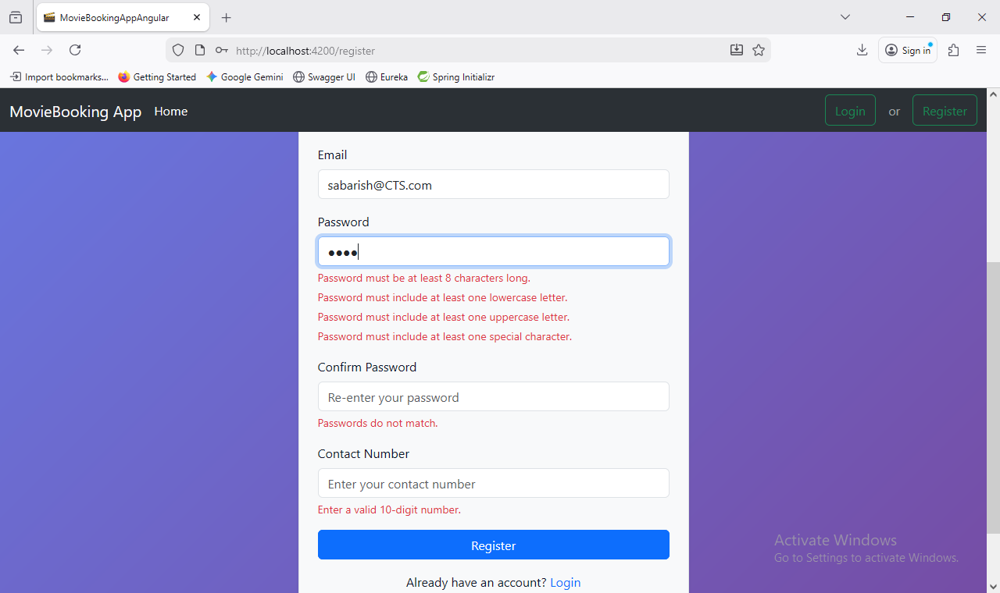 MovieBookingAppAngular
http://localhost:4200/register
Sign in
Import bookmarks... Getting Started Google Gemini Swagger UI Eureka Spring Initializr
MovieBooking App Home Login or Register
Email
sabarish@CTS.com
Password
Password must be at least 8 characters long.
Password must include at least one lowercase letter.
Password must include at least one uppercase letter.
Password must include at least one special character.
Confirm Password
Re-enter your password
Passwords do not match.
Contact Number
Enter your contact number
Enter a valid 10-digit number.
Register
Already have an account? Login
Activate Windows
Go to Settings to activate Windows.